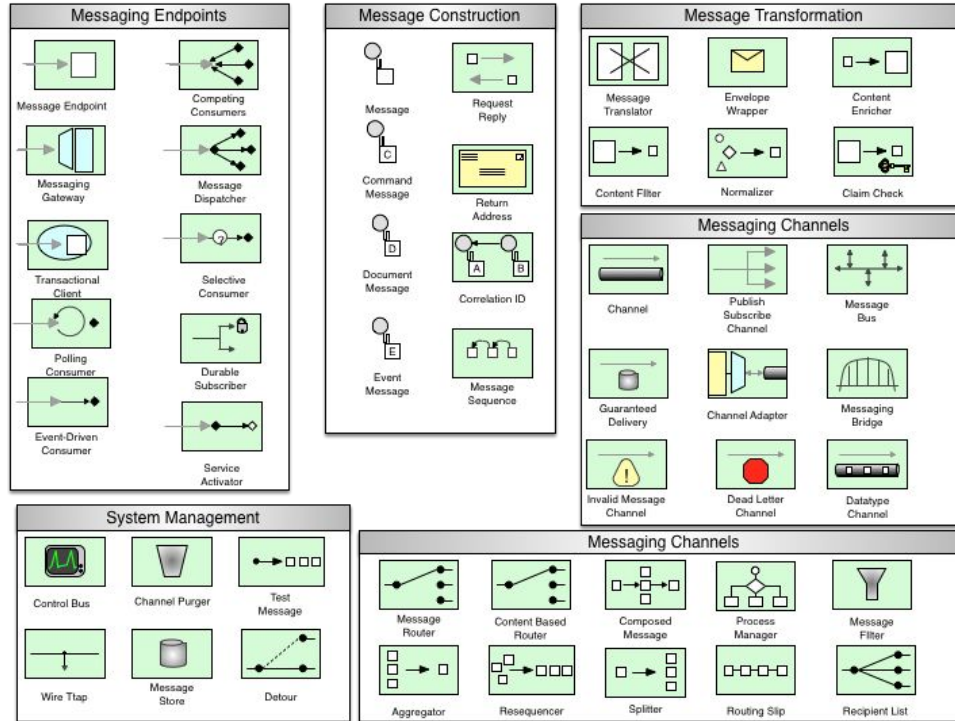 Messaging Endpoints
Message Endpoint
Competing
Consumers
Messaging
Gateway
Message
Dispatcher
Transactional
Client
?
Selective
Consumer
Polling
Consumer
Durable
Subscriber
Event-Driven
Consumer
Service
Activator
Message Construction
Message
Request
Reply
C
Command
Message
Return
Address
D
Document
Message
A
B
Correlation ID
E
Event
Message
Message
Sequence
Message Transformation
Message
Translator
Envelope
Wrapper
Content
Enricher
Content FIlter
Normalizer
Claim Check
Messaging Channels
Channel
Publish
Subscribe
Channel
Message
Bus
Guaranteed
Delivery
Channel Adapter
Messaging
Bridge
!
Invalid Message
Channel
Dead Letter
Channel
Datatype
Channel
System Management
Control Bus
Channel Purger
Test
Message
Wire Ttap
Message
Store
Detour
Messaging Channels
Message
Router
Content Based
Router
Composed
Message
Process
Manager
Message
FIlter
Aggregator
Resequencer
Splitter
Routing Slip
Recipient List